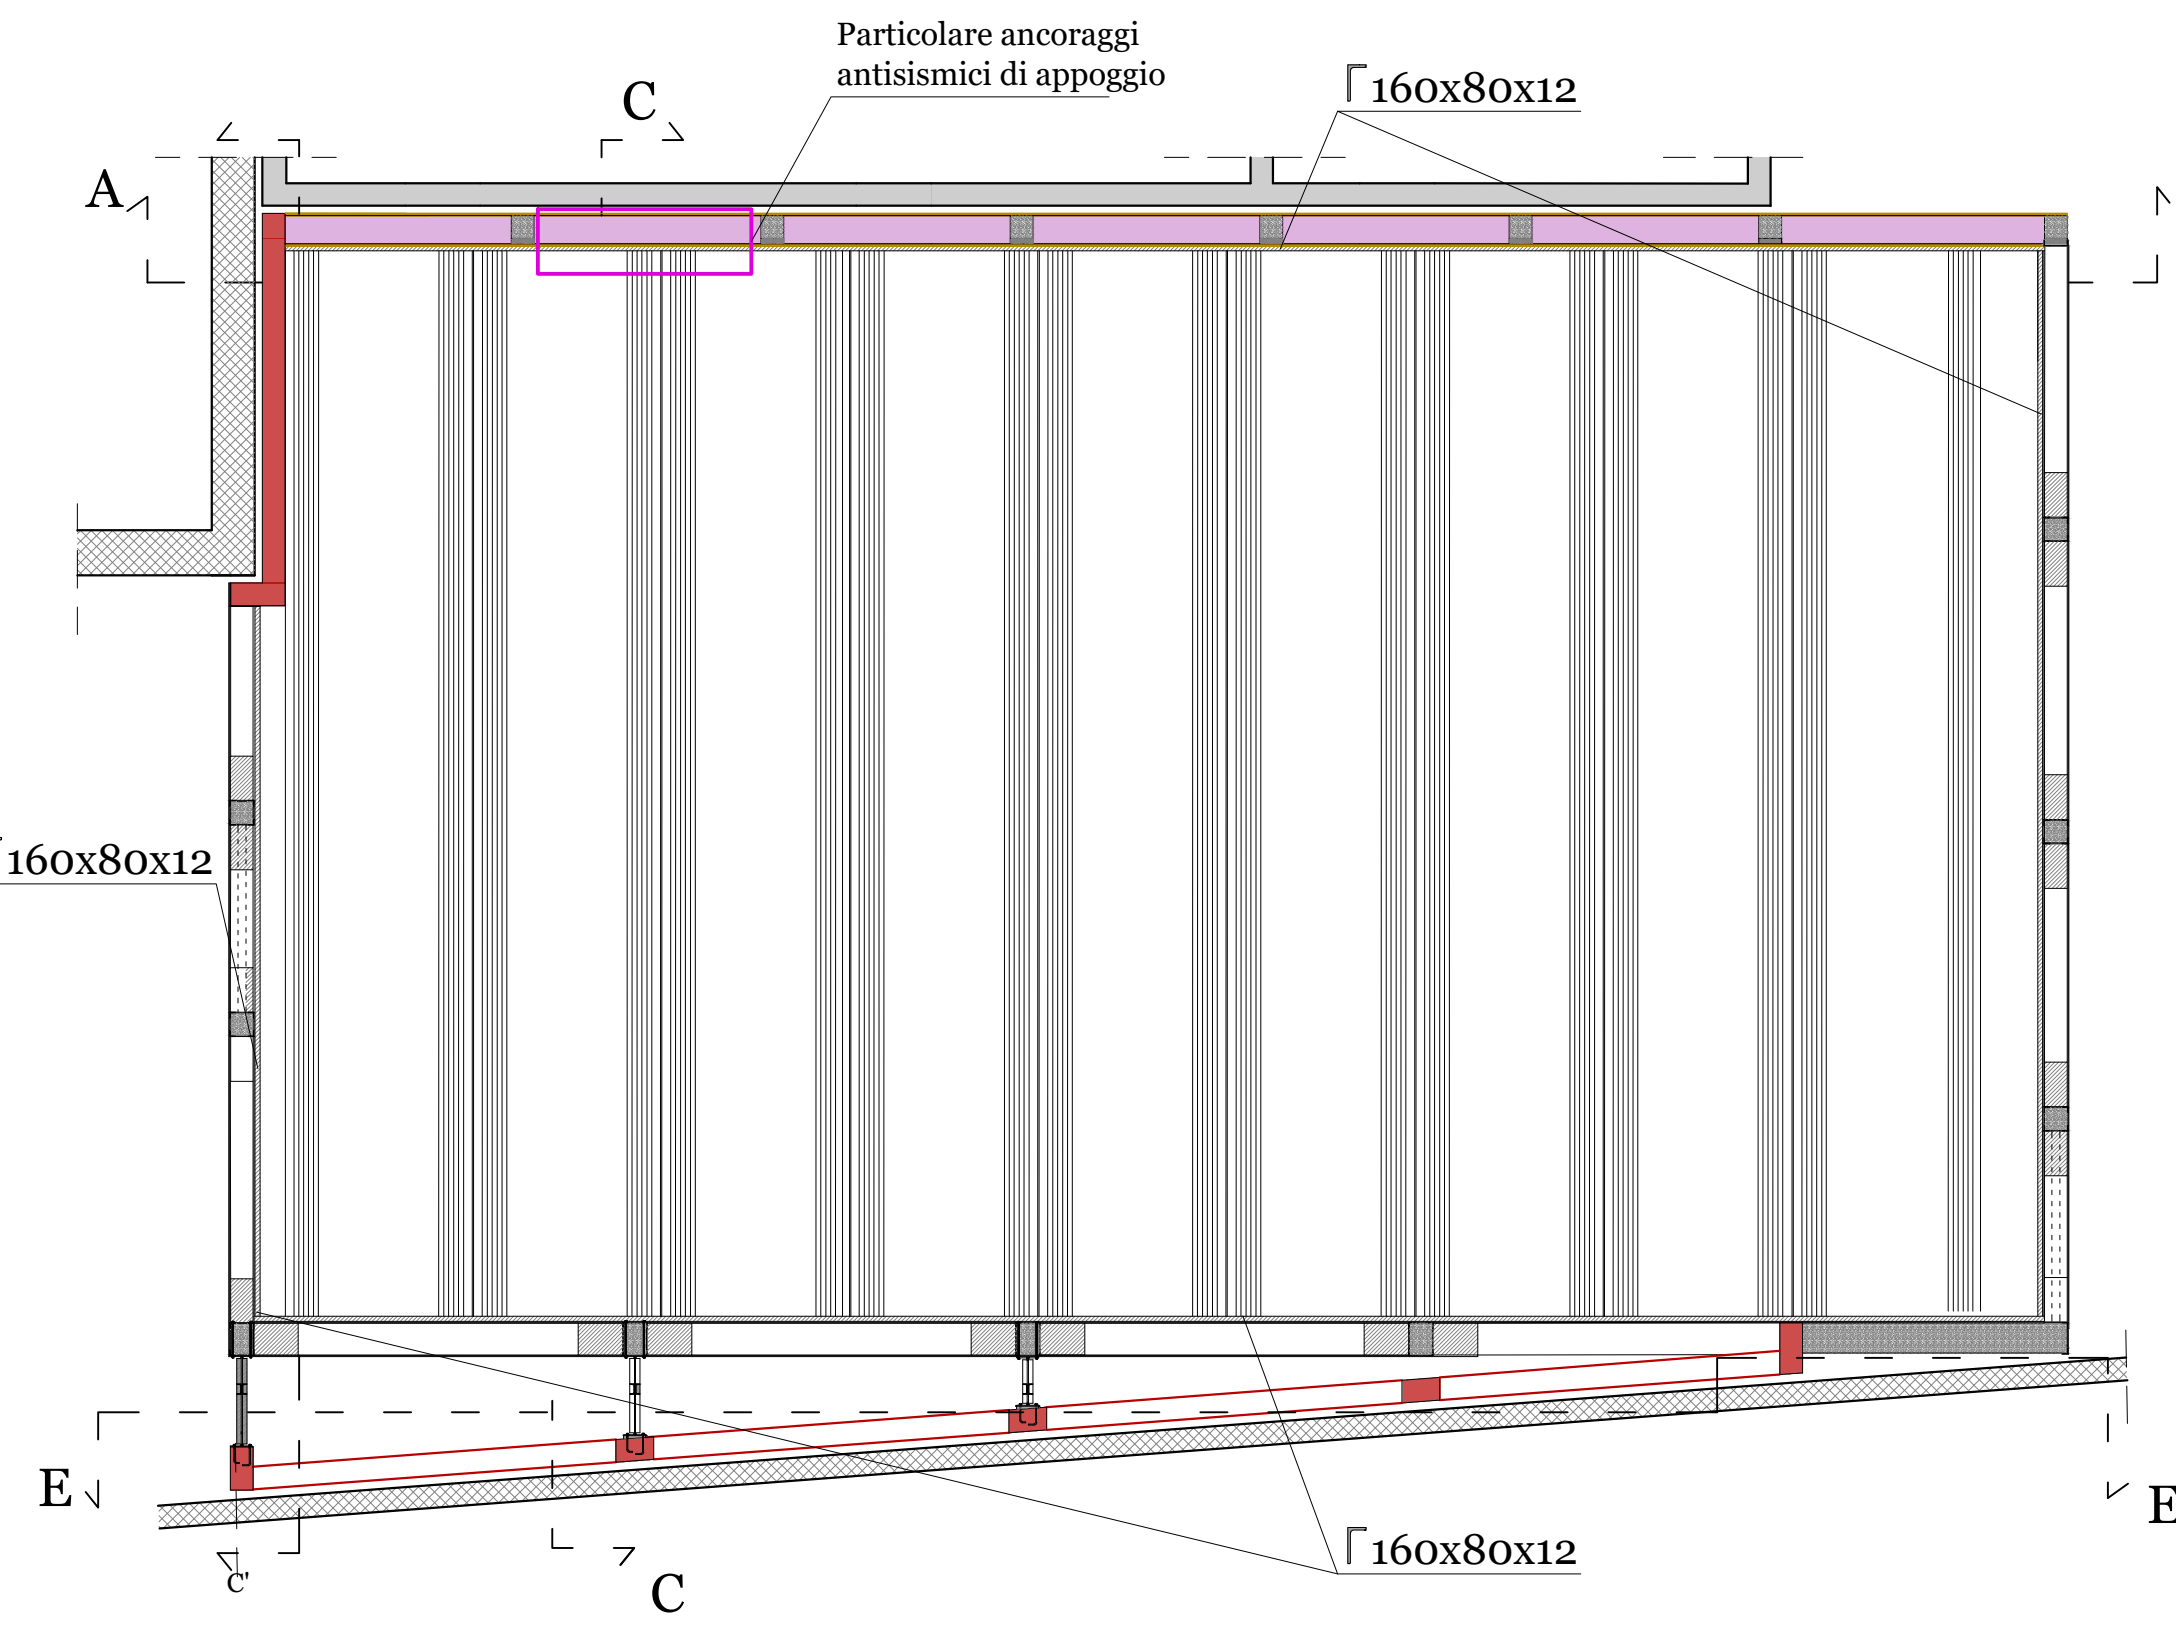 Particolare ancoraggi
antisismici di appoggio
C
160x80x12
A
160x80x12
E
E
160x80x12
C'
C